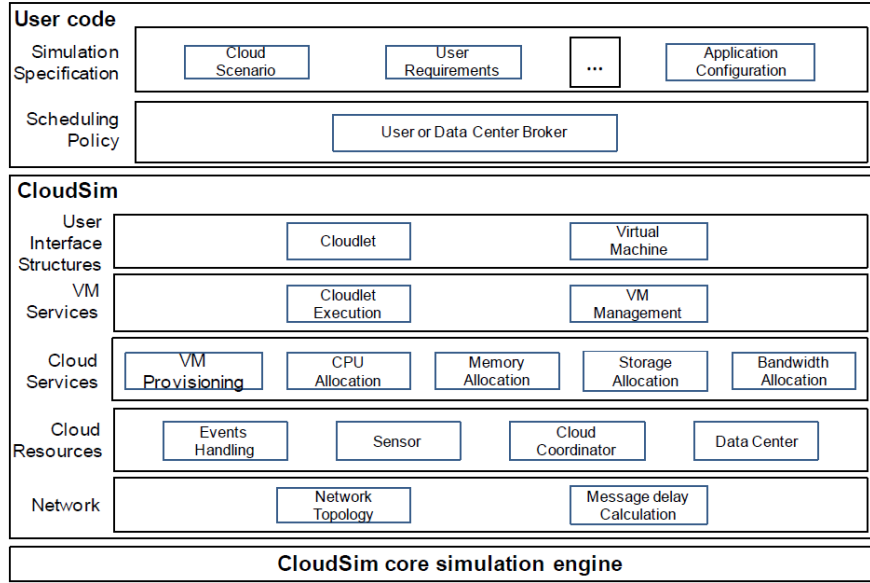 User code
Simulation
Specification
Cloud
Scenario
User
Requirements
...
Application
Configuration
Scheduling
Policy
User or Data Center Broker
CloudSim
User
Interface
Structures
Cloudlet
Virtual
Machine
VM
Services
Cloudlet
Execution
VM
Management
Cloud
Services
VM
Provisioning
CPU
Allocation
Memory
Allocation
Storage
Allocation
Bandwidth
Allocation
Cloud
Resources
Events
Handling
Sensor
Cloud
Coordinator
Data Center
Network
Network
Topology
Message delay
Calculation
CloudSim core simulation engine